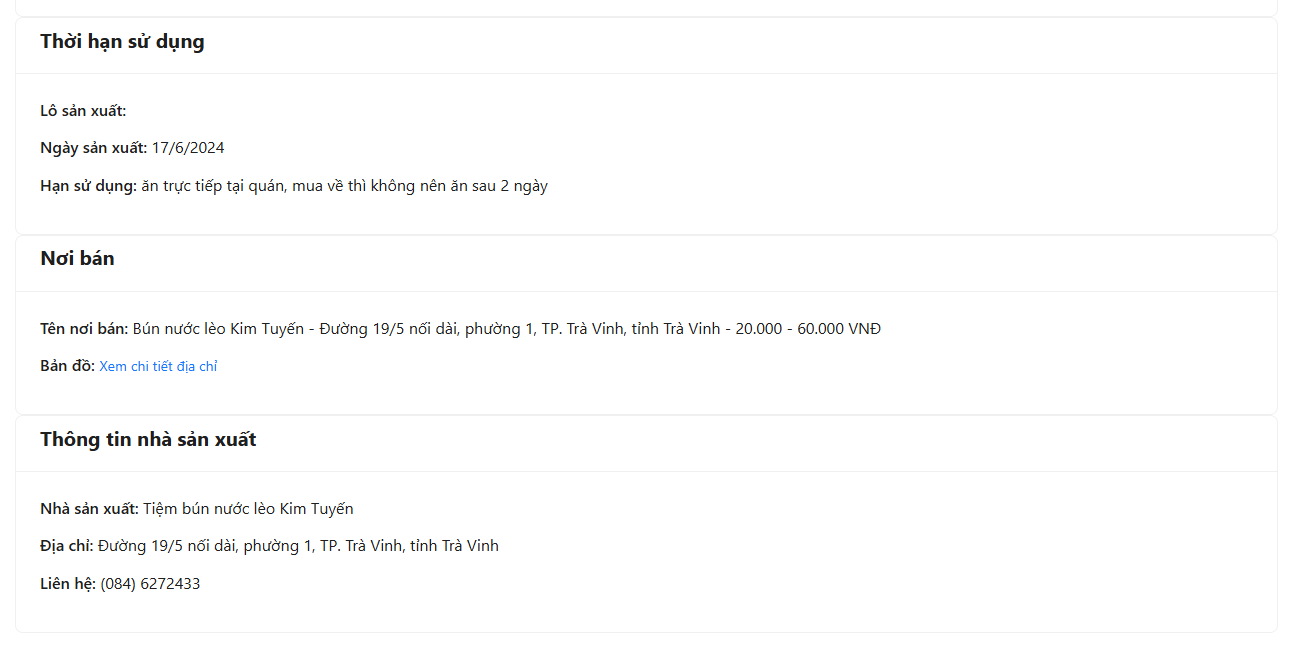 Thời hạn sử dụng
Lô sản xuất:
Ngày sản xuất: 17/6/2024
Hạn sử dụng: ăn trực tiếp tại quán, mua về thì không nên ăn sau 2 ngày
Nơi bán
Tên nơi bán: Bún nước lèo Kim Tuyến - Đường 19/5 nối dài, phường 1, TP. Trà Vinh, tỉnh Trà Vinh - 20.000 - 60.000 VNĐ
Bản đồ: Xem chi tiết địa chỉ
Thông tin nhà sản xuất
Nhà sản xuất: Tiệm bún nước lèo Kim Tuyến
Địa chỉ: Đường 19/5 nối dài, phường 1, TP. Trà Vinh, tỉnh Trà Vinh
Liên hệ: (084) 6272433